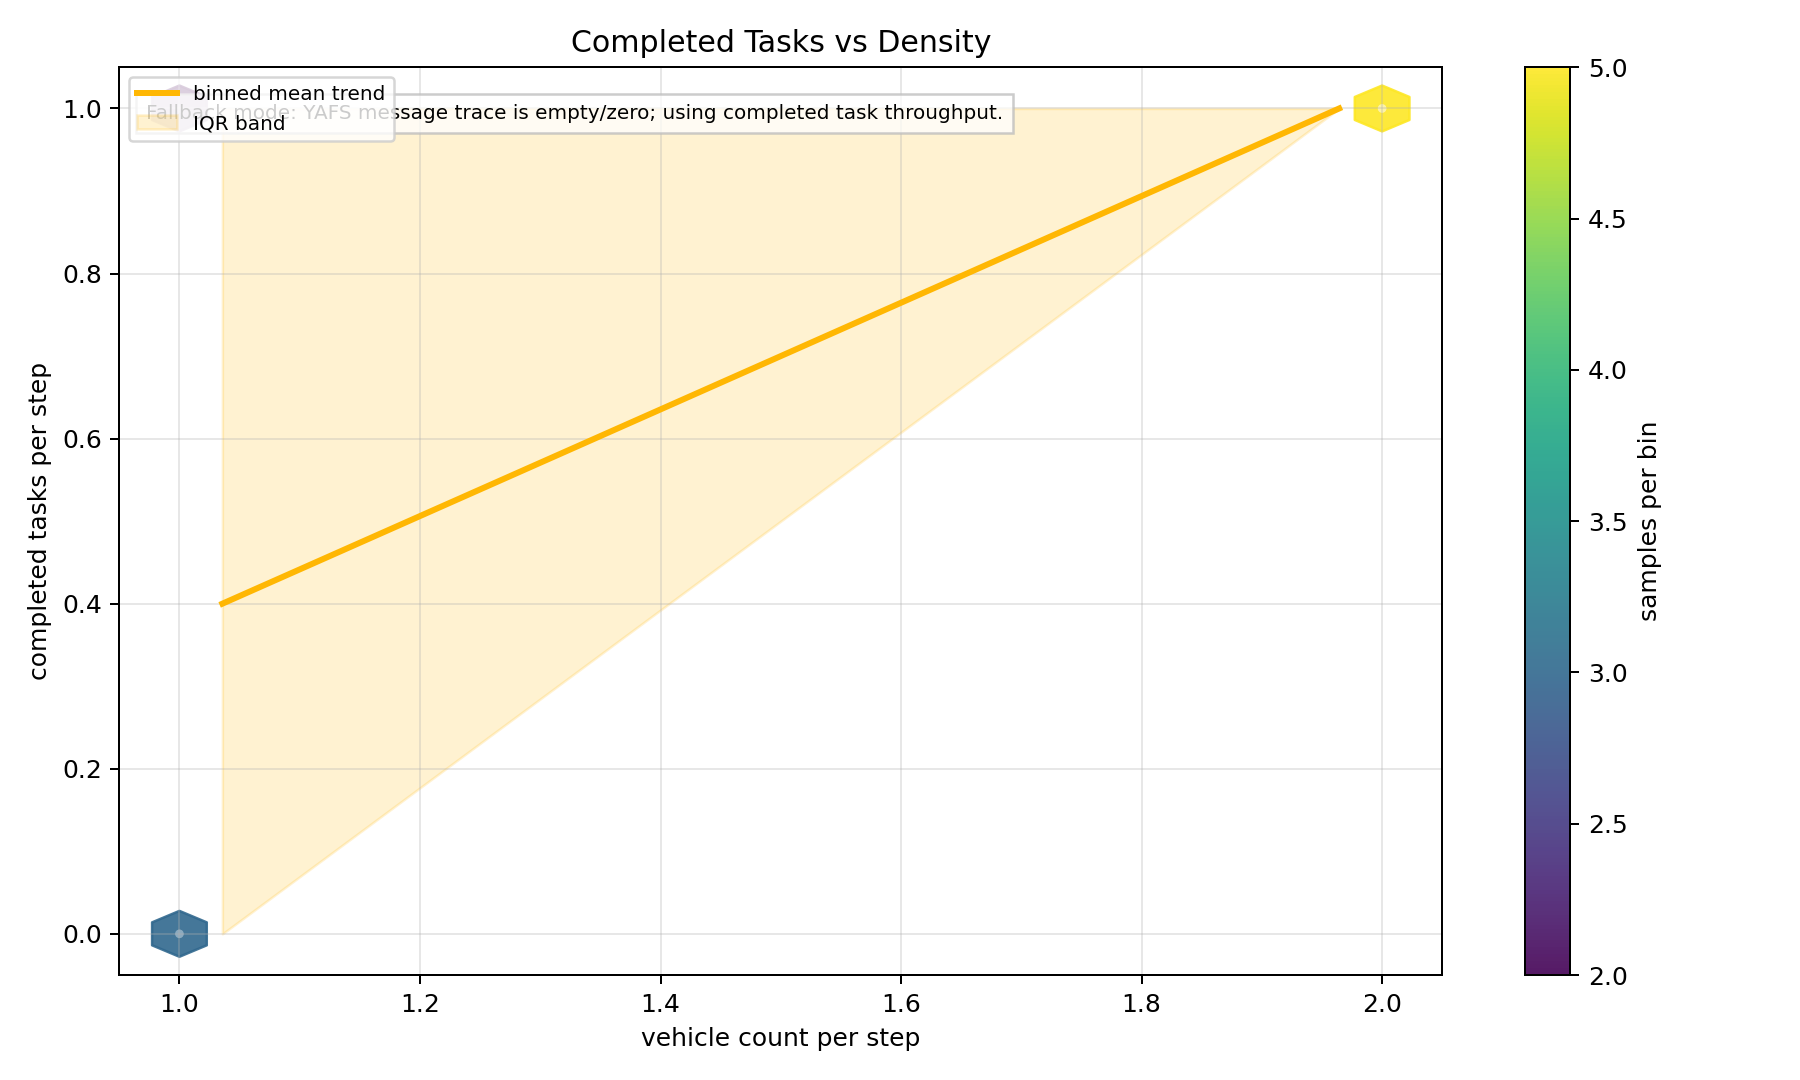 Completed Tasks vs Density
binned mean trend
IQR band
Fallback mode: YAFS message trace is empty/zero; using completed task throughput.
1.0
0.8
0.6
0.4
0.2
0.0
completed tasks per step
1.0
1.2
1.4
1.6
1.8
2.0
vehicle count per step
5.0
4.5
4.0
3.5
3.0
2.5
2.0
samples per bin